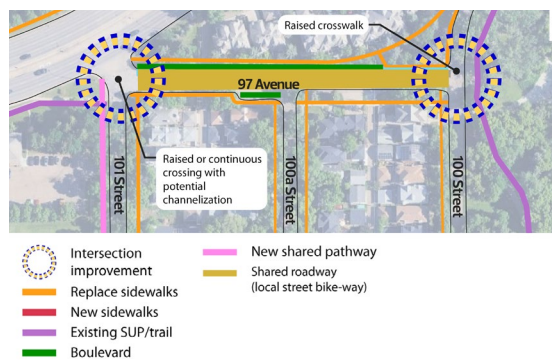 Raised crosswalk
97 Avenue
Raised or continuous
crossing with
potential
channelization
101 Street
100a Street
100 Street
Intersection
improvement
Replace sidewalks
New sidewalks
Existing SUP/trail
Boulevard
New shared pathway
Shared roadway
(local street bike-way)